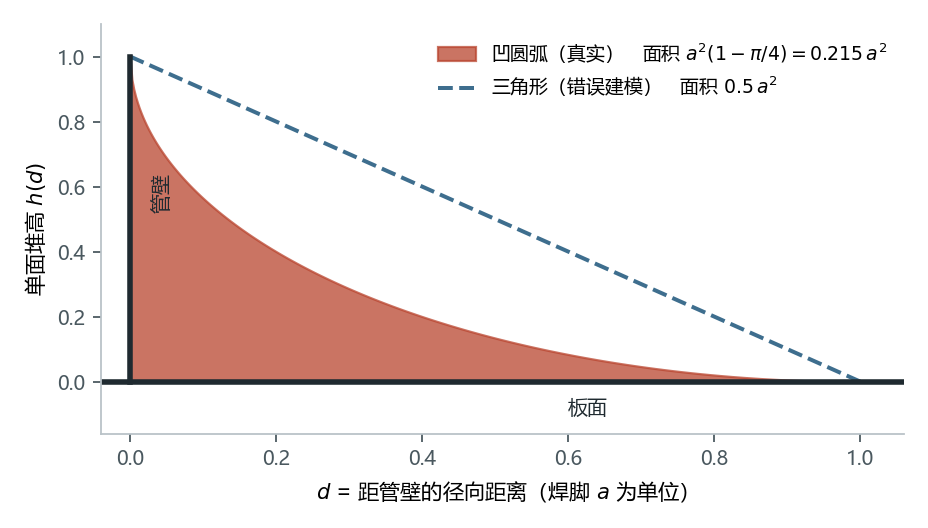 凹圆弧（真实） 面积 a²(1 − π/4) = 0.215 a²
三角形（错误建模） 面积 0.5 a²
单面堆高 h(d)
1.0
0.8
0.6
0.4
0.2
0.0
管壁
板面
0.0 0.2 0.4 0.6 0.8 1.0
d = 距管壁的径向距离（焊脚 a 为单位）